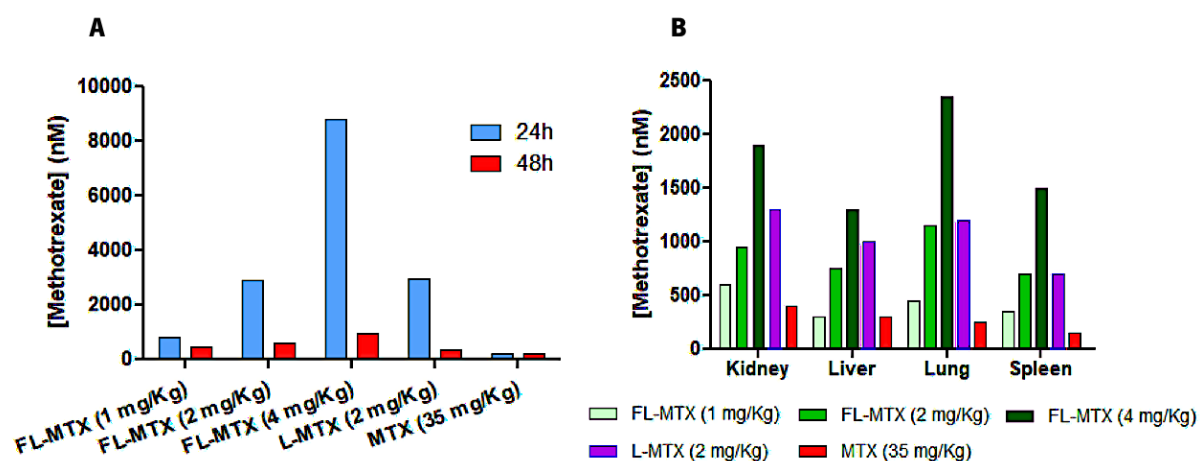 A
[Methotrexate] (nM)
10000
8000
6000
4000
2000
0
24h
48h
FL-MTX (1 mg/Kg)
FL-MTX (2 mg/Kg)
FL-MTX (4 mg/Kg)
L-MTX (2 mg/Kg)
MTX (35 mg/Kg)
B
[Methotrexate] (nM)
2500
2000
1500
1000
500
0
Kidney Liver Lung Spleen
FL-MTX (1 mg/Kg) FL-MTX (2 mg/Kg) FL-MTX (4 mg/Kg)
L-MTX (2 mg/Kg) MTX (35 mg/Kg)